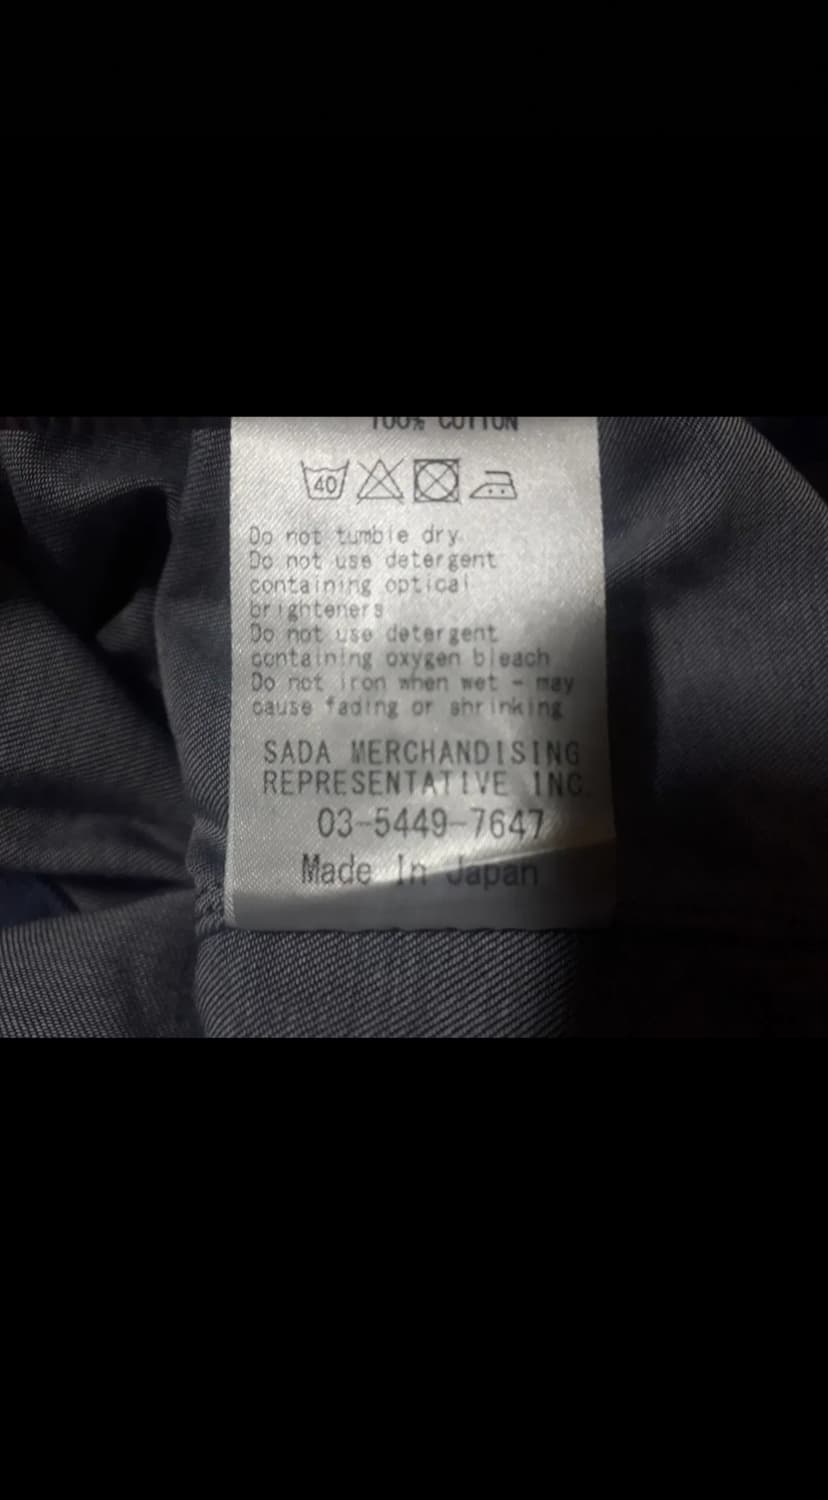 100% COTTON
40
Do not tumble dry
Do not use detergent
containing optical
brighteners
Do not use detergent
containing oxygen bleach
Do not iron when wet - may
cause fading or shrinking
SADA MERCHANDISING
REPRESENTATIVE INC.
03-5449-7647
Made In Japan